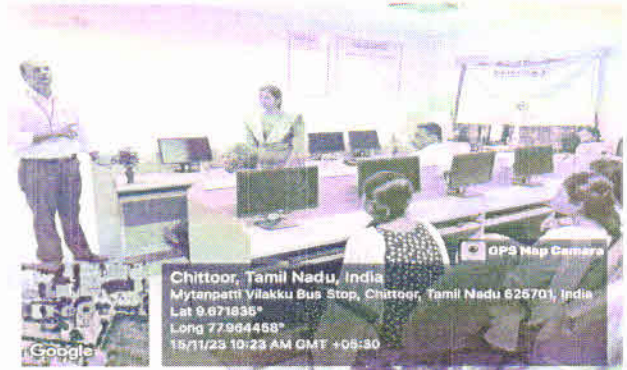 GPS Map Camera
Chittoor, Tamil Nadu, India
Mytanpatti Vilakku Bus Stop, Chittoor, Tamil Nadu 625701, India
Lat 9.671835°
Long 77.964458°
15/11/23 10:23 AM GMT +05:30
Google